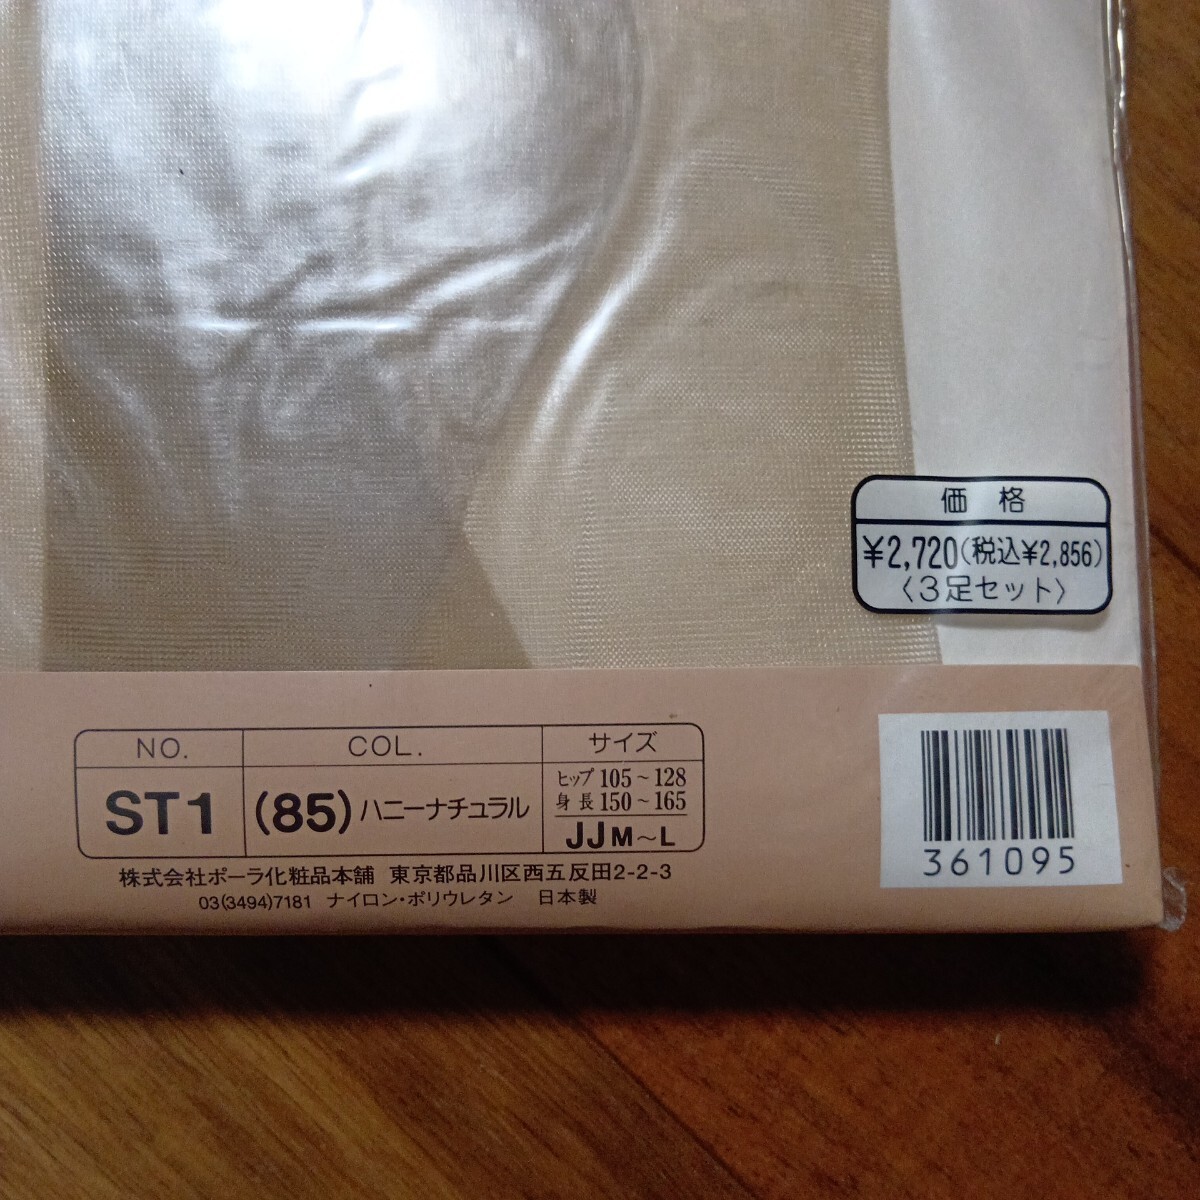 価 格
¥2,720(税込¥2,856)
〈3足セット〉
NO.
COL.
サイズ
ST1
(85)ハニーナチュラル
ヒップ 105~128
身長 150~165
JJM~L
株式会社ポーラ化粧品本舗 東京都品川区西五反田2-2-3
03(3494)7181 ナイロン・ポリウレタン 日本製
361095